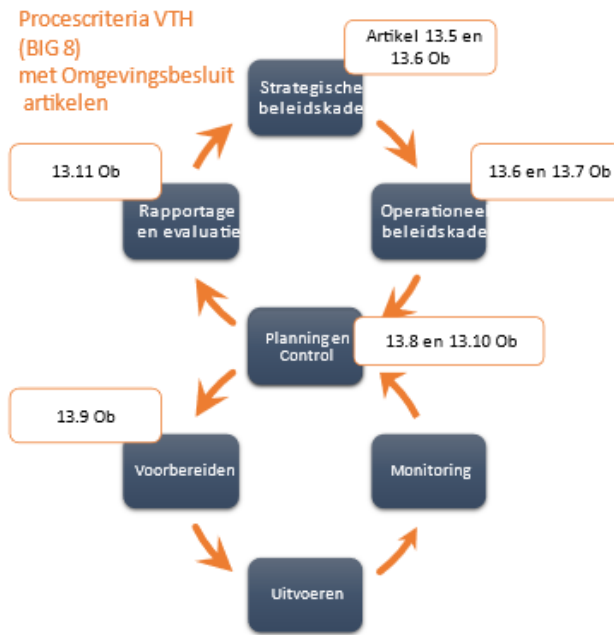 Procescriteria VTH
(BIG 8)
met Omgevingsbesluit
artikelen
Artikel 13.5 en
13.6 Ob
Strategische
beleidskade
13.11 Ob
13.6 en 13.7 Ob
Rapportage
en evaluatie
Operationeel
beleidskade
Planning en
Control
13.8 en 13.10 Ob
13.9 Ob
Voorbereiden
Monitoring
Uitvoeren